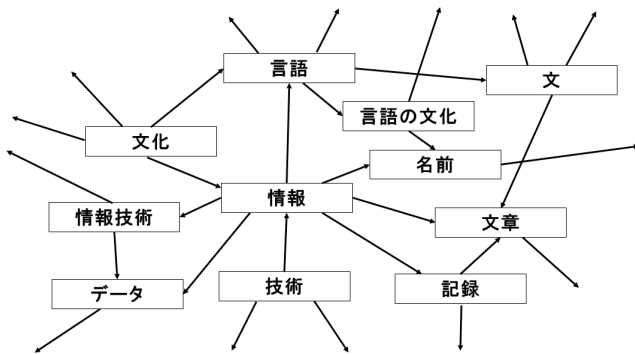 言語
文
言語の文化
文化
名前
情報
情報技術
文章
データ
技術
記録